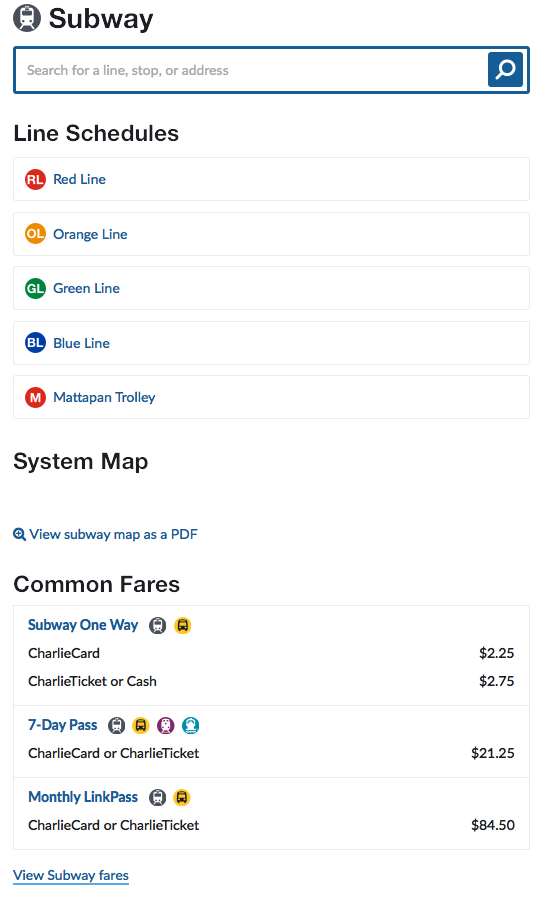 Subway
Search for a line, stop, or address
Line Schedules
RL Red Line
OL Orange Line
GL Green Line
BL Blue Line
M Mattapan Trolley
System Map
View subway map as a PDF
Common Fares
Subway One Way
CharlieCard $2.25
CharlieTicket or Cash $2.75
7-Day Pass
CharlieCard or CharlieTicket $21.25
Monthly LinkPass
CharlieCard or CharlieTicket $84.50
View Subway fares